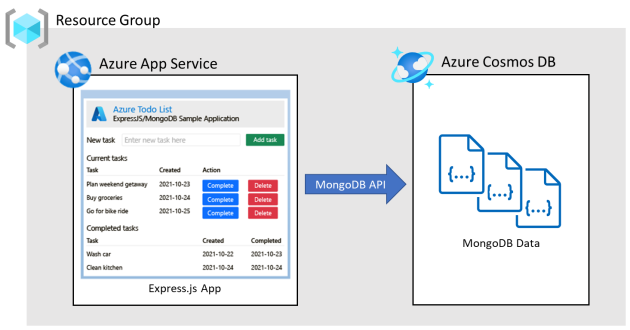 Resource Group
Azure App Service
Azure Todo List
ExpressJS/MongoDB Sample Application
New task Enter new task here Add task
Current tasks
Task Created Action
Plan weekend getaway 2021-10-23 Complete Delete
Buy groceries 2021-10-24 Complete Delete
Go for bike ride 2021-10-25 Complete Delete
Completed tasks
Task Created Completed
Wash car 2021-10-22 2021-10-23
Clean kitchen 2021-10-24 2021-10-24
Express.js App
MongoDB API
Azure Cosmos DB
{...}
{...}
{...}
MongoDB Data